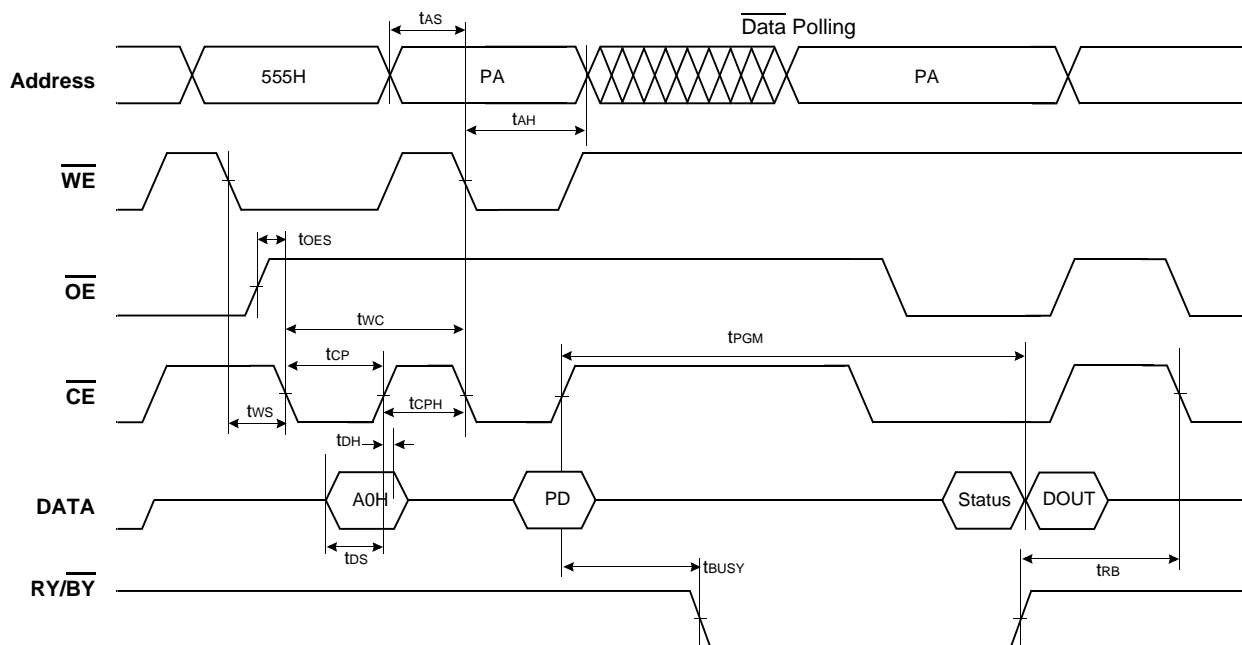 tAS
Data Polling
Address
555H
PA
PA
tAH
WE
tOES
OE
tWC
tPGM
tCP
CE
tCPH
tWS
tDH
DATA
A0H
PD
Status
DOUT
tDS
tBUSY
tRB
RY/BY